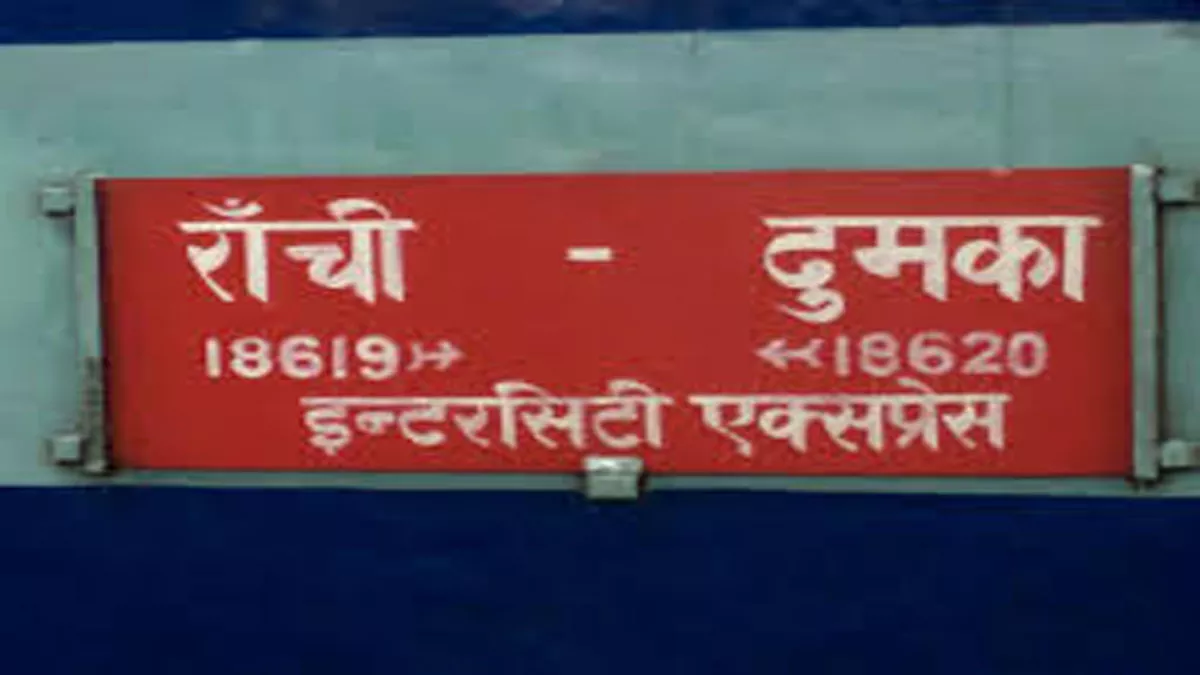 राँची - दुमका
18619→ ←18620
इन्टरसिटी एक्सप्रेस